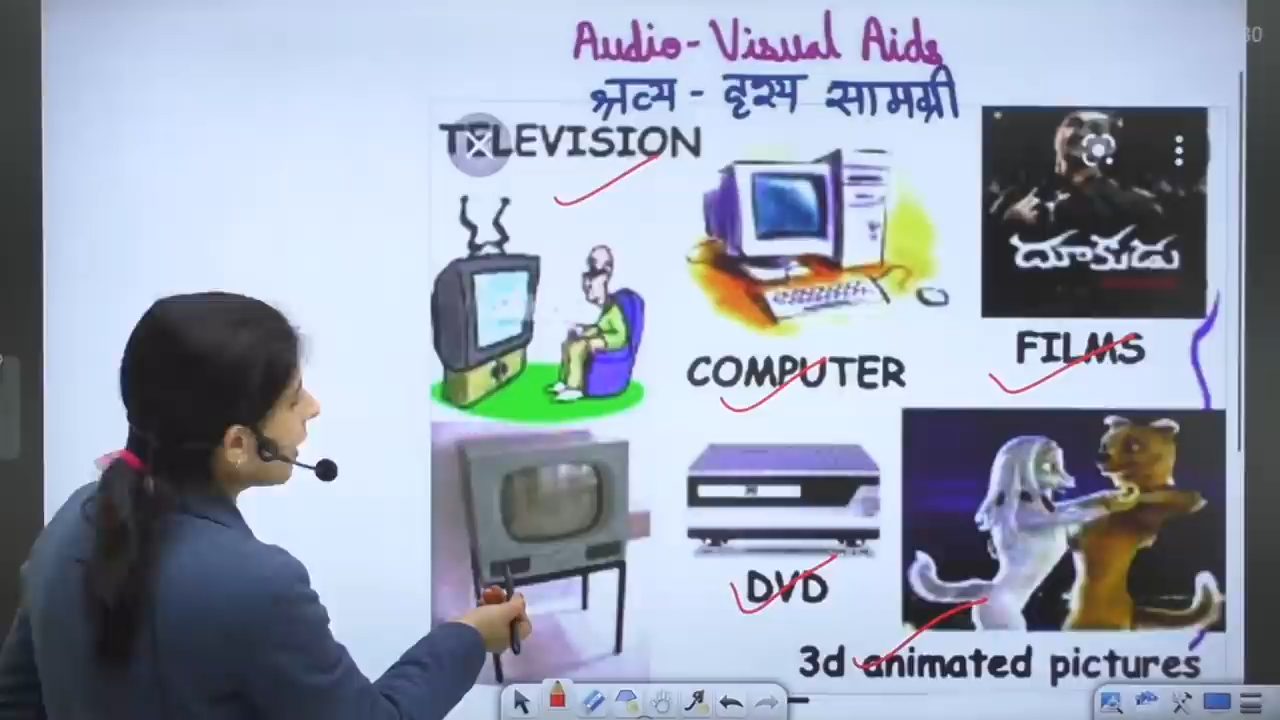 Audio-Visual Aids
श्रव्य - दृश्य सामग्री
TELEVISION
దూకుడు
COMPUTER
FILMS
DVD
3d animated pictures